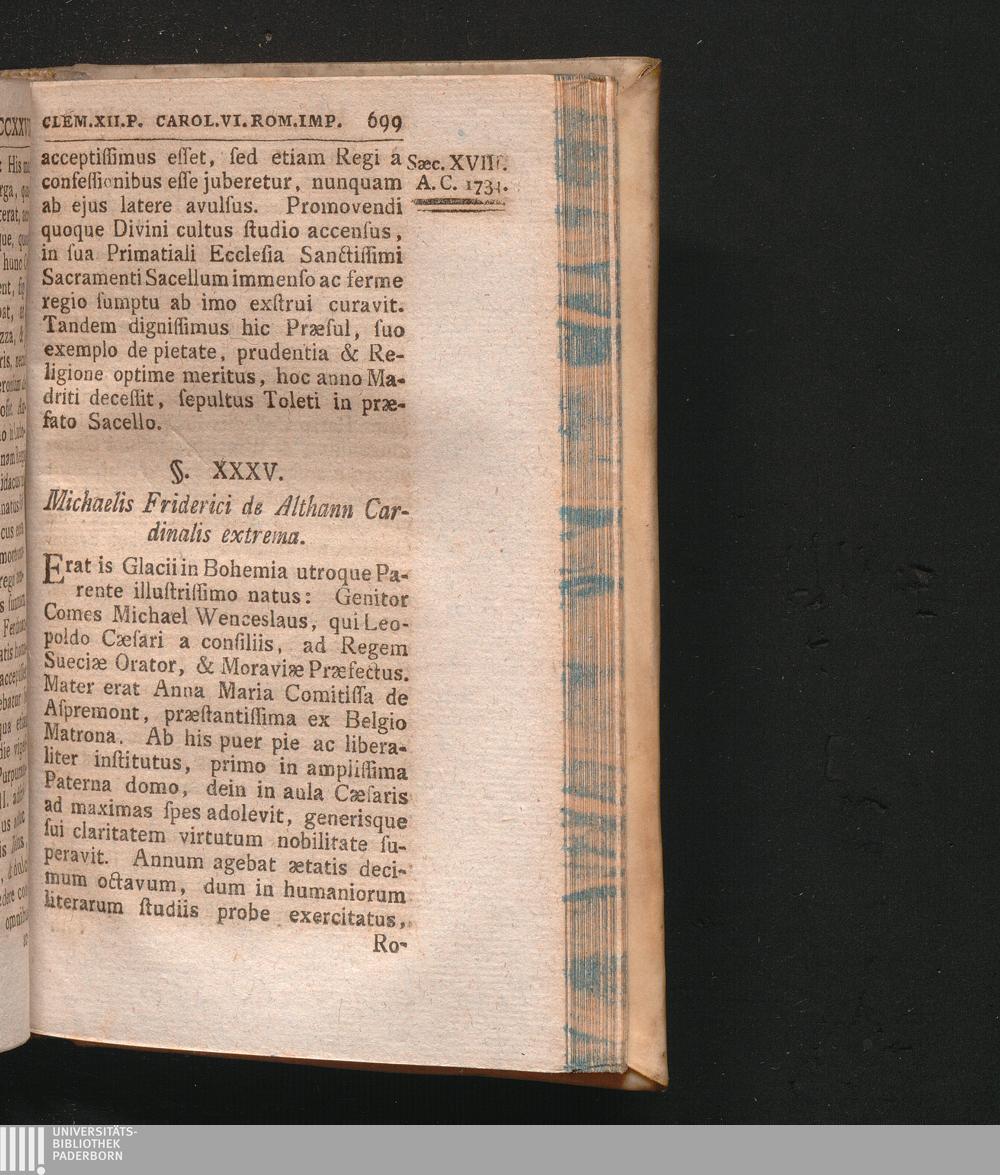 CLEM.XII.P. CAROL.VI.ROM.IMP. 699
acceptiſſimus eſſet, ſed etiam Regi á
confeſſionibus eſſe juberetur, nunquam
ab ejus latere avulſus. Promovendi
quoque Divini cultus ſtudio accenſus,
in ſua Primatiali Eccleſia Sanctiſſimi
Sacramenti Sacellum immenſo ac ferme
regio ſumptu ab imo exſtrui curavit.
Tandem digniſſimus hic Præſul, ſuo
exemplo de pietate, prudentia & Re-
ligione optime meritus, hoc anno Ma-
driti deceſſit, ſepultus Toleti in præ-
fato Sacello.
Sæc. XVIII.
A. C. 1734.
§. XXXV.
Michaelis Friderici de Althann Car-
dinalis extrema.
Erat is Glacii in Bohemia utroque Pa-
rente illuſtriſſimo natus: Genitor
Comes Michael Wenceslaus, qui Leo-
poldo Cæſari a conſiliis, ad Regem
Sueciæ Orator, & Moraviæ Præfectus.
Mater erat Anna Maria Comitiſſa de
Aſpremont, præſtantiſſima ex Belgio
Matrona. Ab his puer pie ac libera-
liter inſtitutus, primo in ampliſſima
Paterna domo, dein in aula Cæſaris
ad maximas ſpes adolevit, generisque
ſui claritatem virtutum nobilitate ſu-
peravit. Annum agebat ætatis deci-
mum octavum, dum in humaniorum
literarum ſtudiis probe exercitatus,
Ro-
UNIVERSITÄTS-
BIBLIOTHEK
PADERBORN